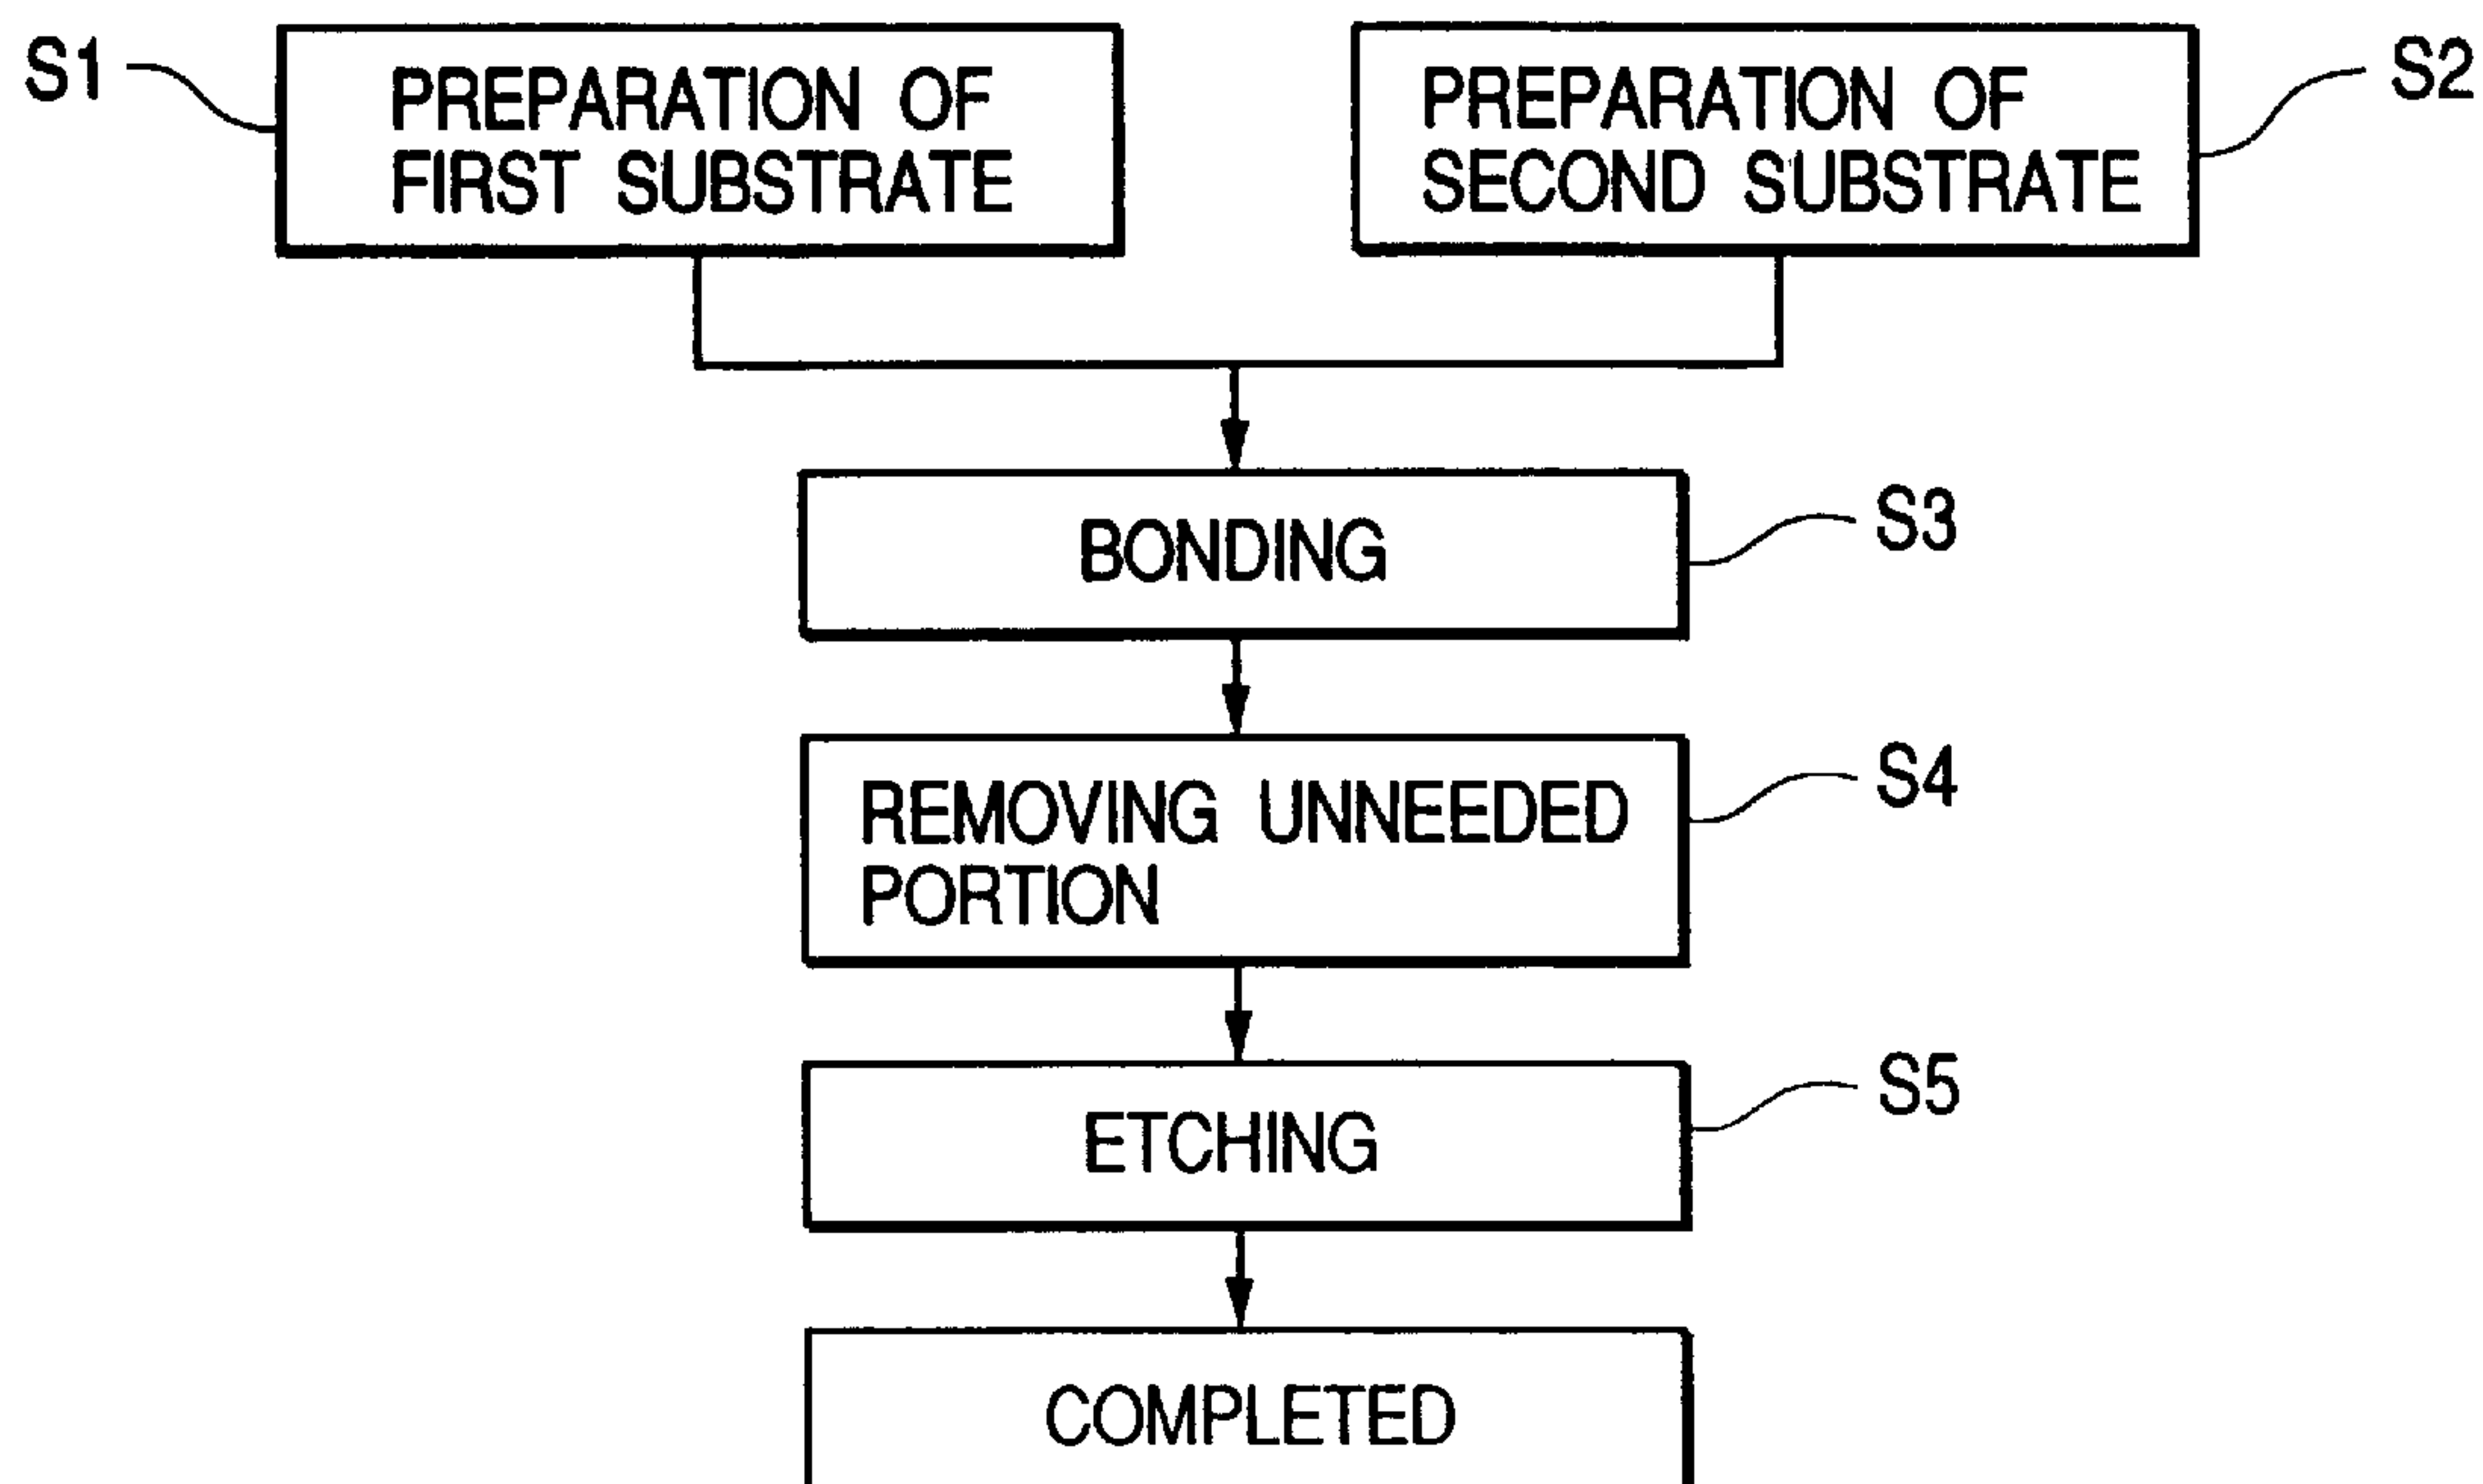 S1
PREPARATION OF
FIRST SUBSTRATE
PREPARATION OF
SECOND SUBSTRATE
S2
BONDING
S3
REMOVING UNNEEDED
PORTION
S4
ETCHING
S5
COMPLETED